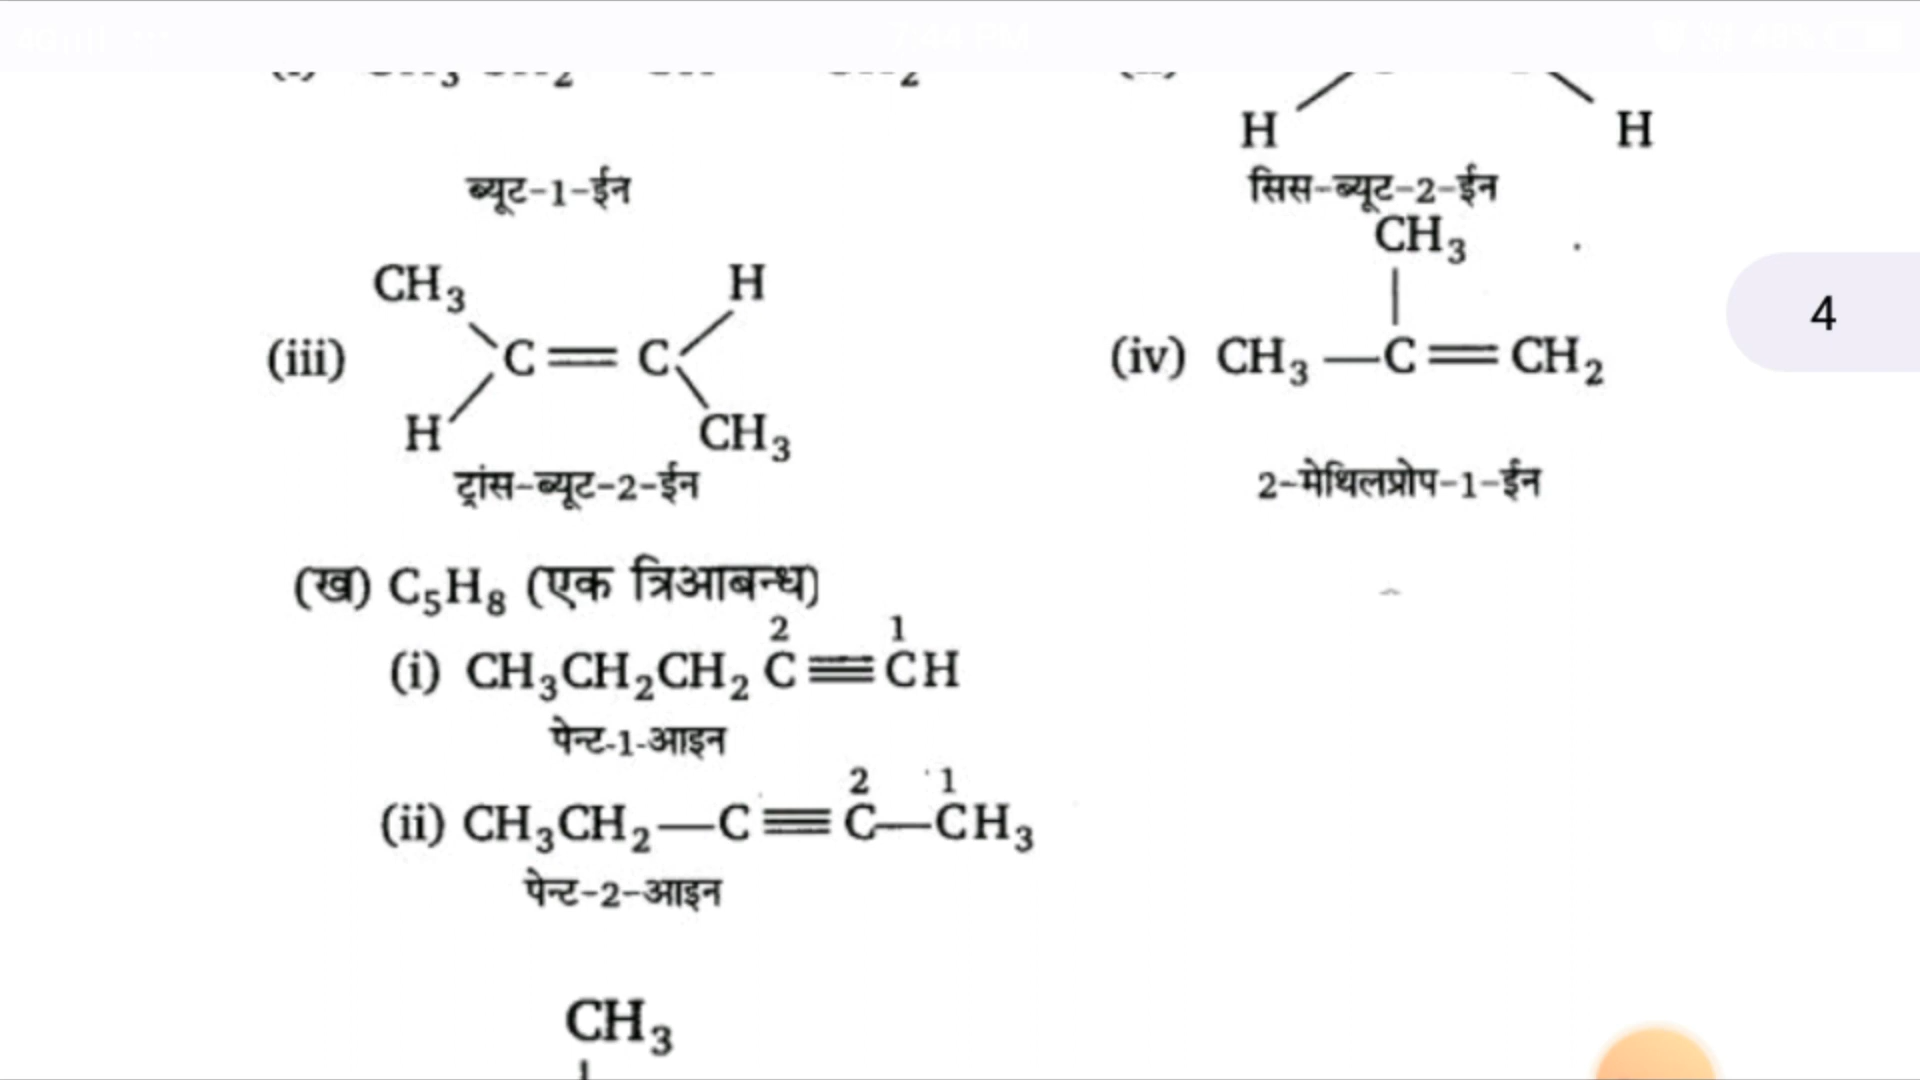 H H
ब्यूट-1-ईन सिस-ब्यूट-2-ईन
CH3
CH3 H
(iii) C = C (iv) CH3 — C = CH2
H CH3
ट्रांस-ब्यूट-2-ईन 2-मेथिलप्रोप-1-ईन
4
(ख) C5H8 (एक त्रिआबन्ध)
2 1
(i) CH3CH2CH2 C ≡ CH
पेन्ट-1-आइन
2 1
(ii) CH3CH2 — C ≡ C — CH3
पेन्ट-2-आइन
CH3